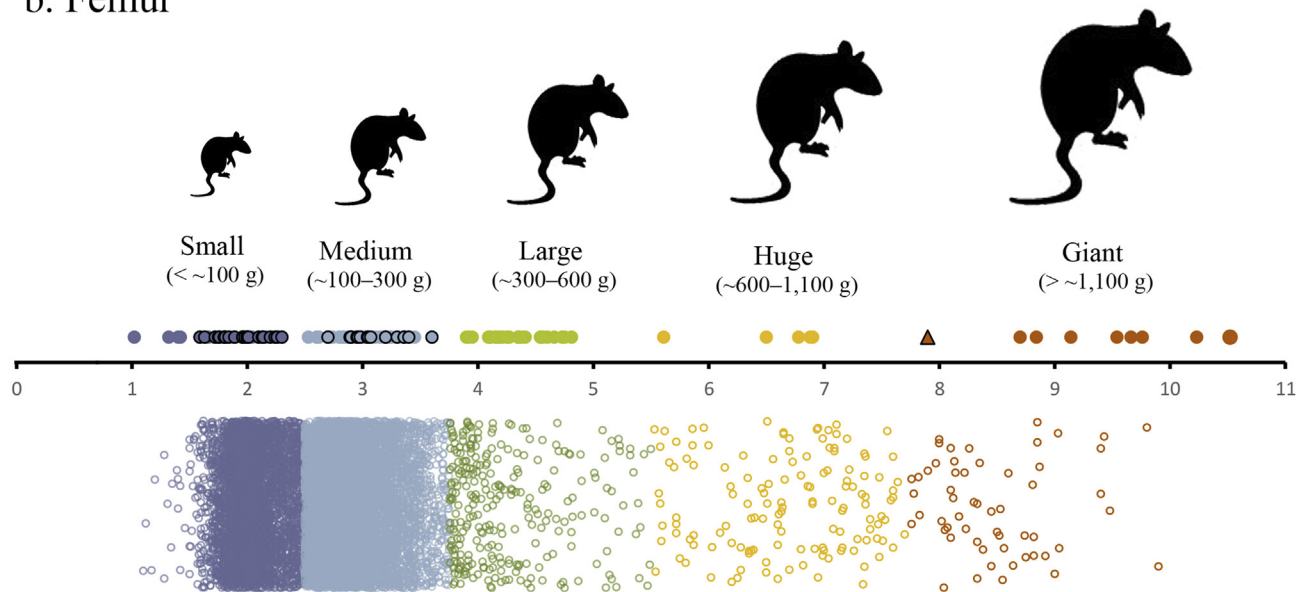 b. Femur
Small
(< ~100 g)
Medium
(~100–300 g)
Large
(~300–600 g)
Huge
(~600–1,100 g)
Giant
(> ~1,100 g)
0 1 2 3 4 5 6 7 8 9 10 11